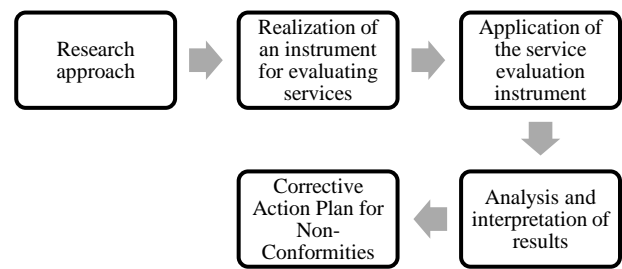 Research
approach
Realization of
an instrument
for evaluating
services
Application of
the service
evaluation
instrument
Analysis and
interpretation of
results
Corrective
Action Plan for
Non-
Conformities